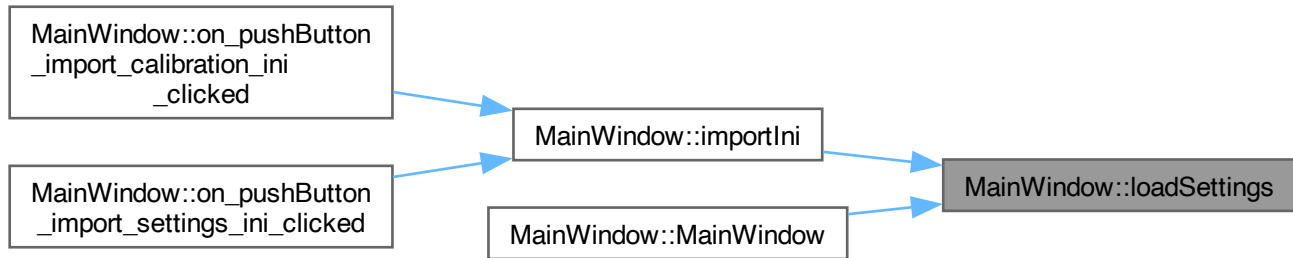 MainWindow::on_pushButton
_import_calibration_ini
_clicked
MainWindow::on_pushButton
_import_settings_ini_clicked
MainWindow::importIni
MainWindow::MainWindow
MainWindow::loadSettings